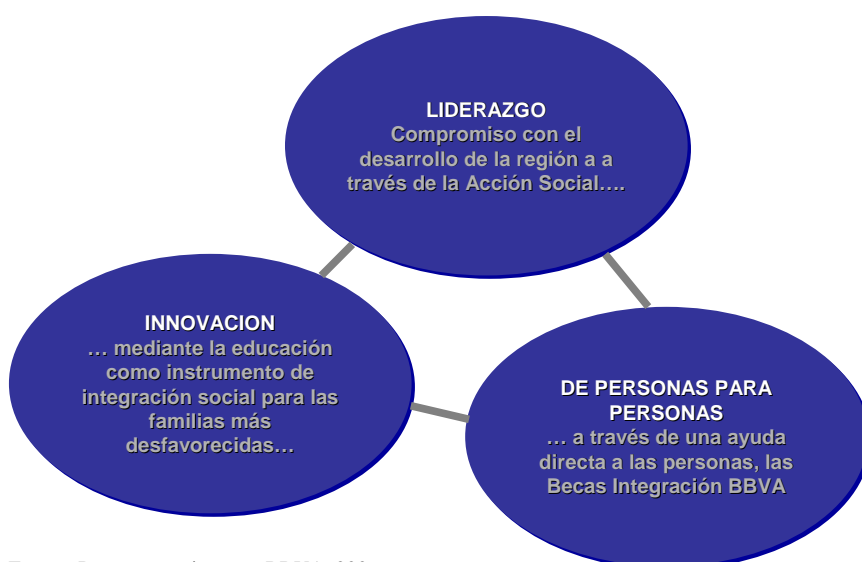 LIDERAZGO
Compromiso con el
desarrollo de la región a a
través de la Acción Social….
INNOVACION
… mediante la educación
como instrumento de
integración social para las
familias más
desfavorecidas…
DE PERSONAS PARA
PERSONAS
… a través de una ayuda
directa a las personas, las
Becas Integración BBVA